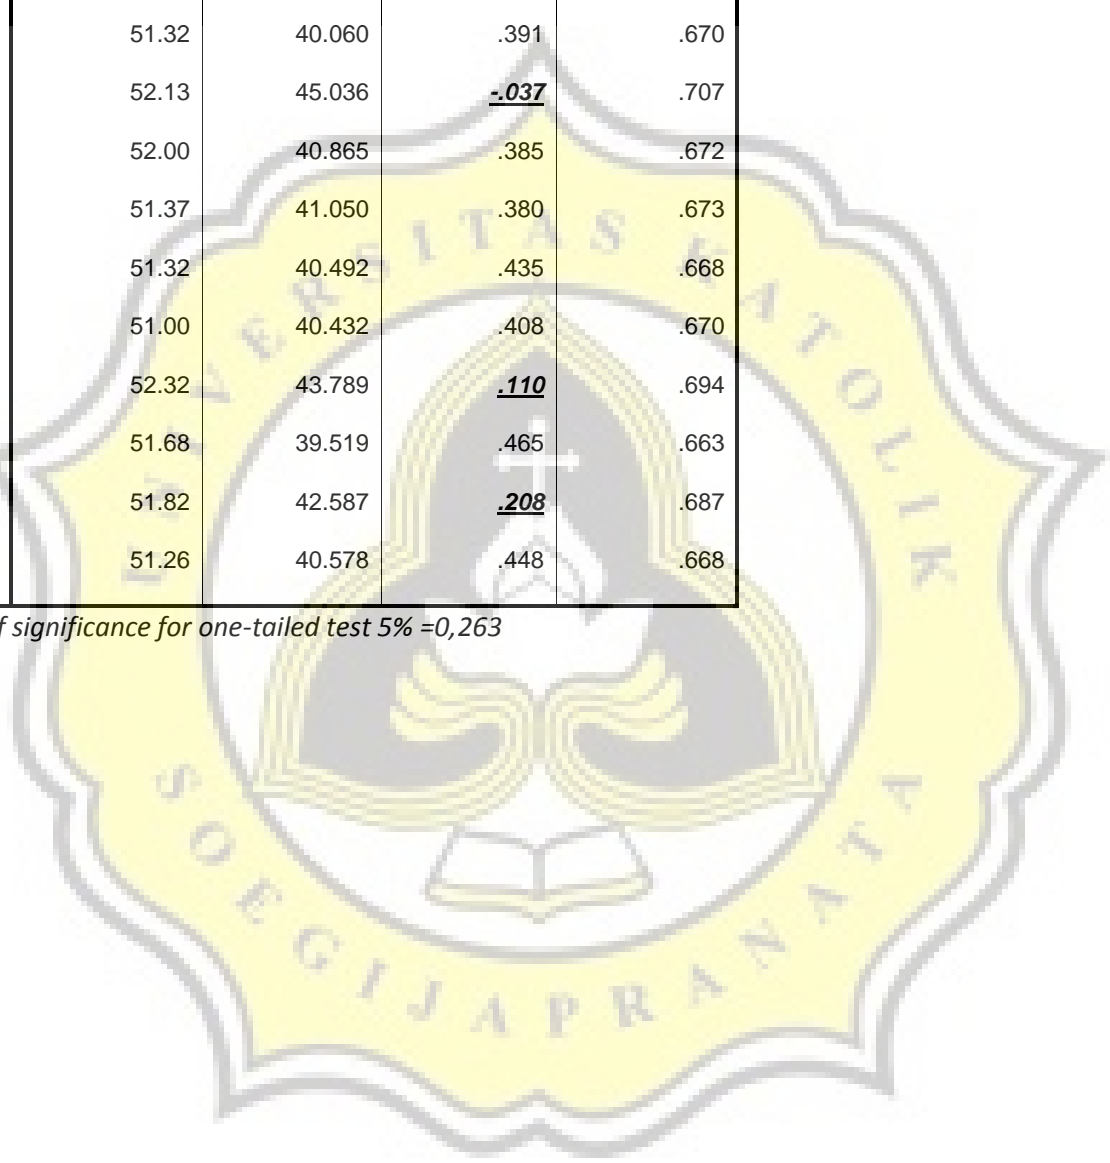 51.32 40.060 .391 .670
52.13 45.036 -.037 .707
52.00 40.865 .385 .672
51.37 41.050 .380 .673
51.32 40.492 .435 .668
51.00 40.432 .408 .670
52.32 43.789 .110 .694
51.68 39.519 .465 .663
51.82 42.587 .208 .687
51.26 40.578 .448 .668
f significance for one-tailed test 5% =0,263
UNIVERSITAS KATOLIK
SOEGIJAPRANATA